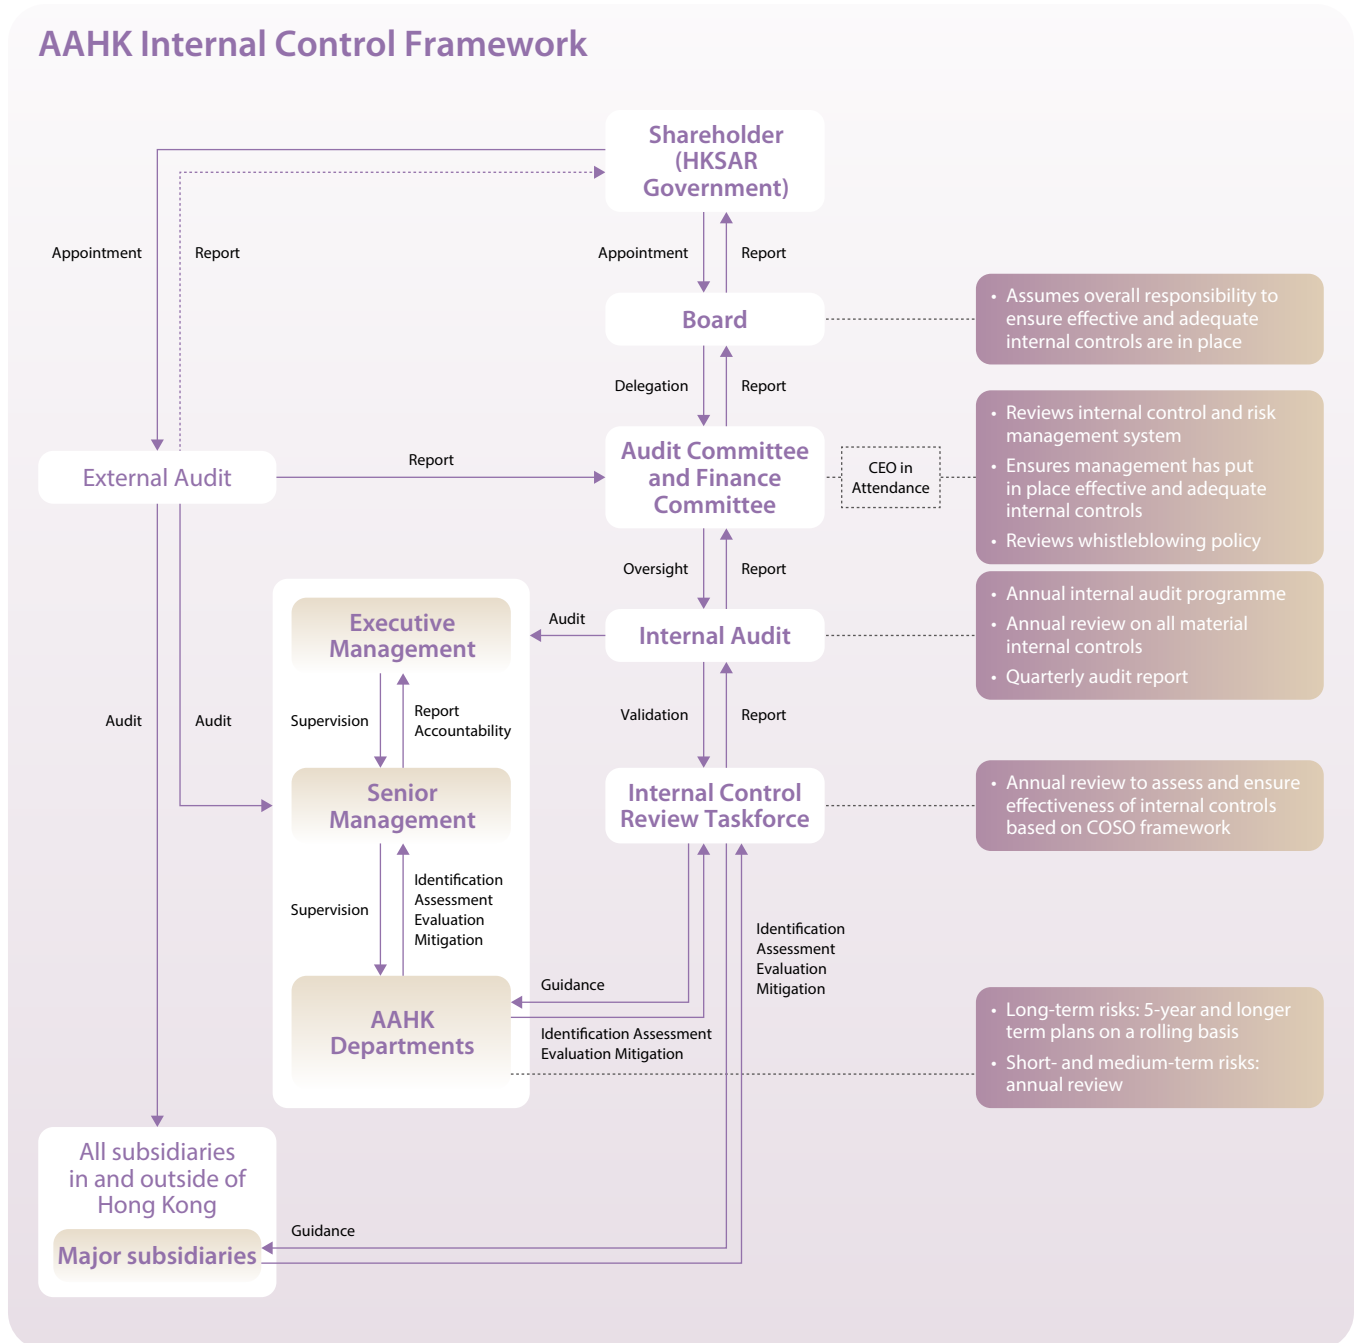 AAHK Internal Control Framework
Shareholder
(HKSAR
Government)
Appointment
Report
Appointment
Report
Board
• Assumes overall responsibility to
ensure effective and adequate
internal controls are in place
Delegation
Report
External Audit
Report
Audit Committee
and Finance
Committee
CEO in
Attendance
• Reviews internal control and risk
management system
• Ensures management has put
in place effective and adequate
internal controls
• Reviews whistleblowing policy
Oversight
Report
Executive
Management
Audit
Internal Audit
• Annual internal audit programme
• Annual review on all material
internal controls
• Quarterly audit report
Audit
Audit
Supervision
Report
Accountability
Validation
Report
Senior
Management
Internal Control
Review Taskforce
• Annual review to assess and ensure
effectiveness of internal controls
based on COSO framework
Supervision
Identification
Assessment
Evaluation
Mitigation
Identification
Assessment
Evaluation
Mitigation
AAHK
Departments
Guidance
Identification Assessment
Evaluation Mitigation
• Long-term risks: 5-year and longer
term plans on a rolling basis
• Short- and medium-term risks:
annual review
All subsidiaries
in and outside of
Hong Kong
Major subsidiaries
Guidance